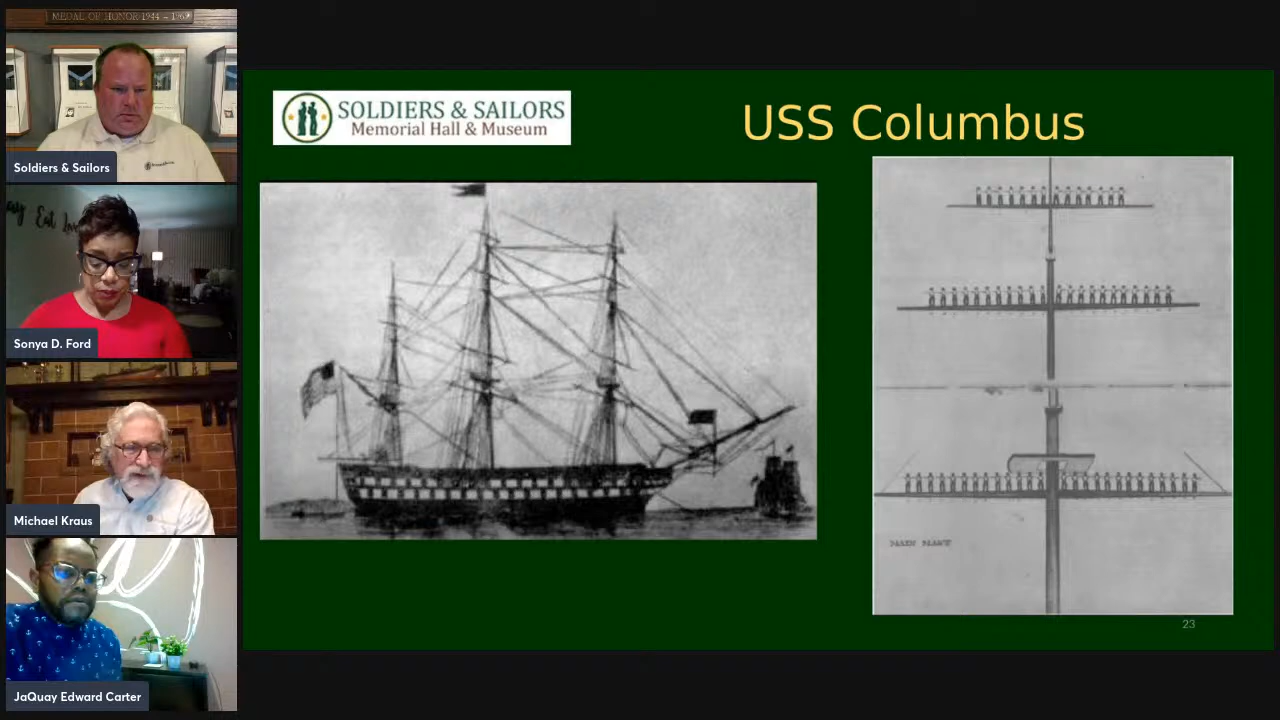 MEDAL OF HONOR 1944 - 1969
Soldiers & Sailors
Sonya D. Ford
Michael Kraus
JaQuay Edward Carter
SOLDIERS & SAILORS
Memorial Hall & Museum
USS Columbus
MAIN MAST
23